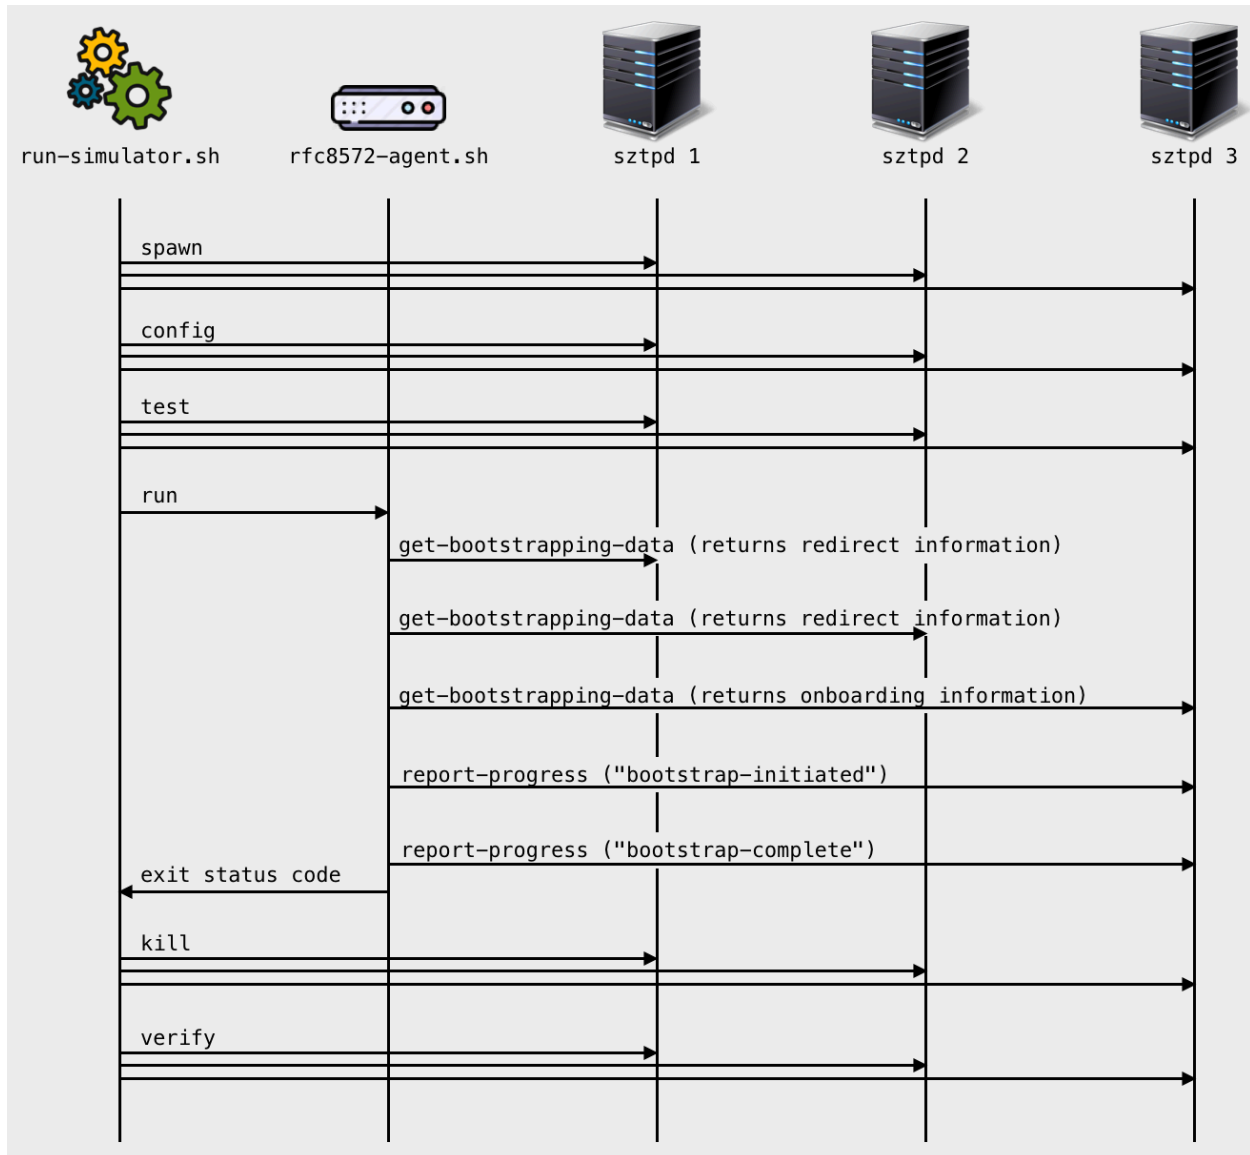 run-simulator.sh rfc8572-agent.sh sztpd 1 sztpd 2 sztpd 3
spawn
config
test
run
get-bootstrapping-data (returns redirect information)
get-bootstrapping-data (returns redirect information)
get-bootstrapping-data (returns onboarding information)
report-progress ("bootstrap-initiated")
report-progress ("bootstrap-complete")
exit status code
kill
verify